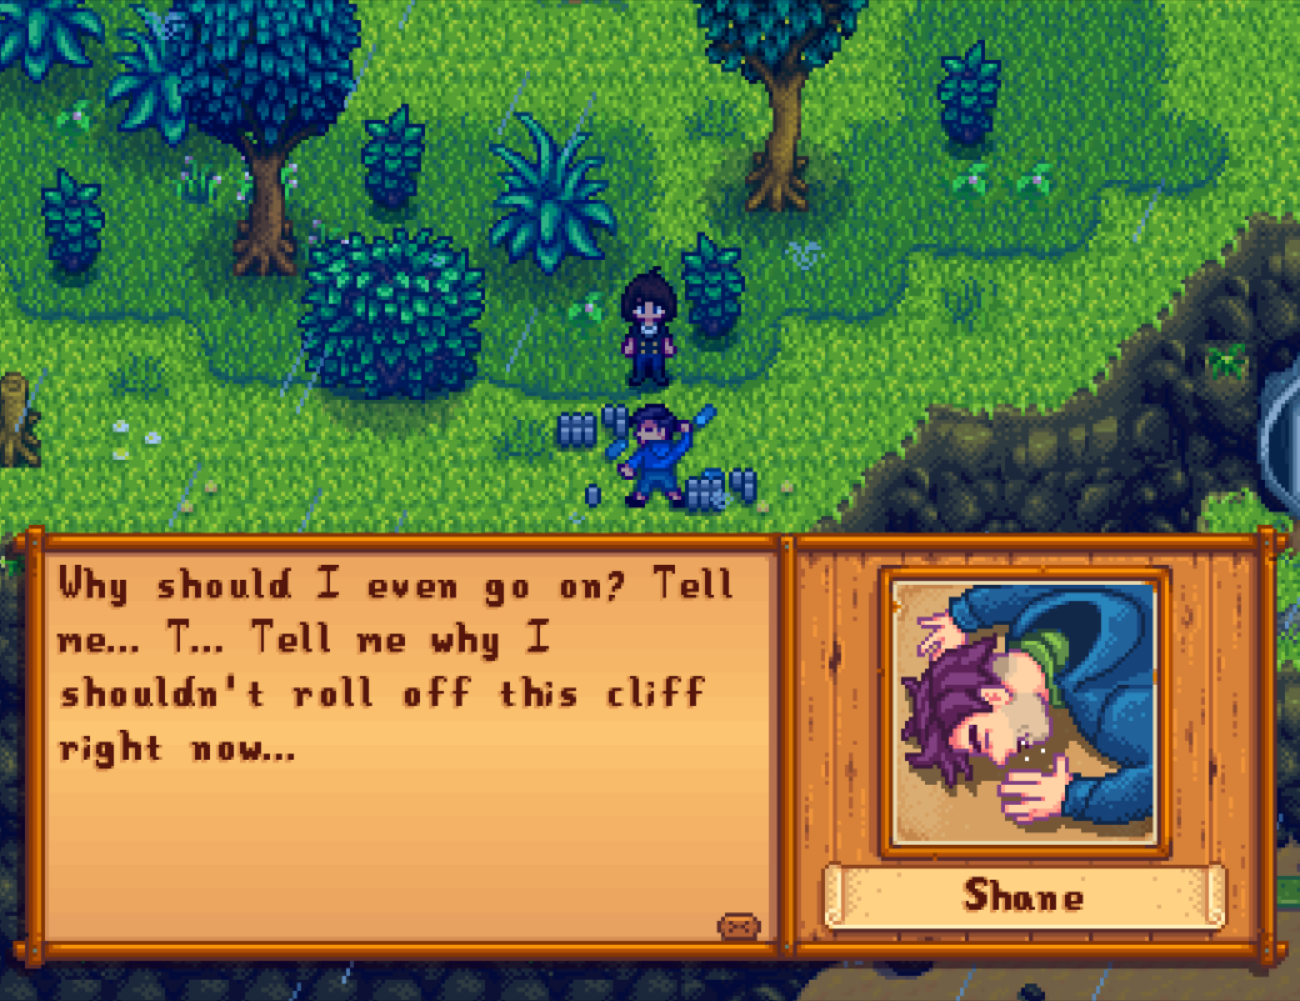 Why should I even go on? Tell
me... T... Tell me why I
shouldn't roll off this cliff
right now...
Shane